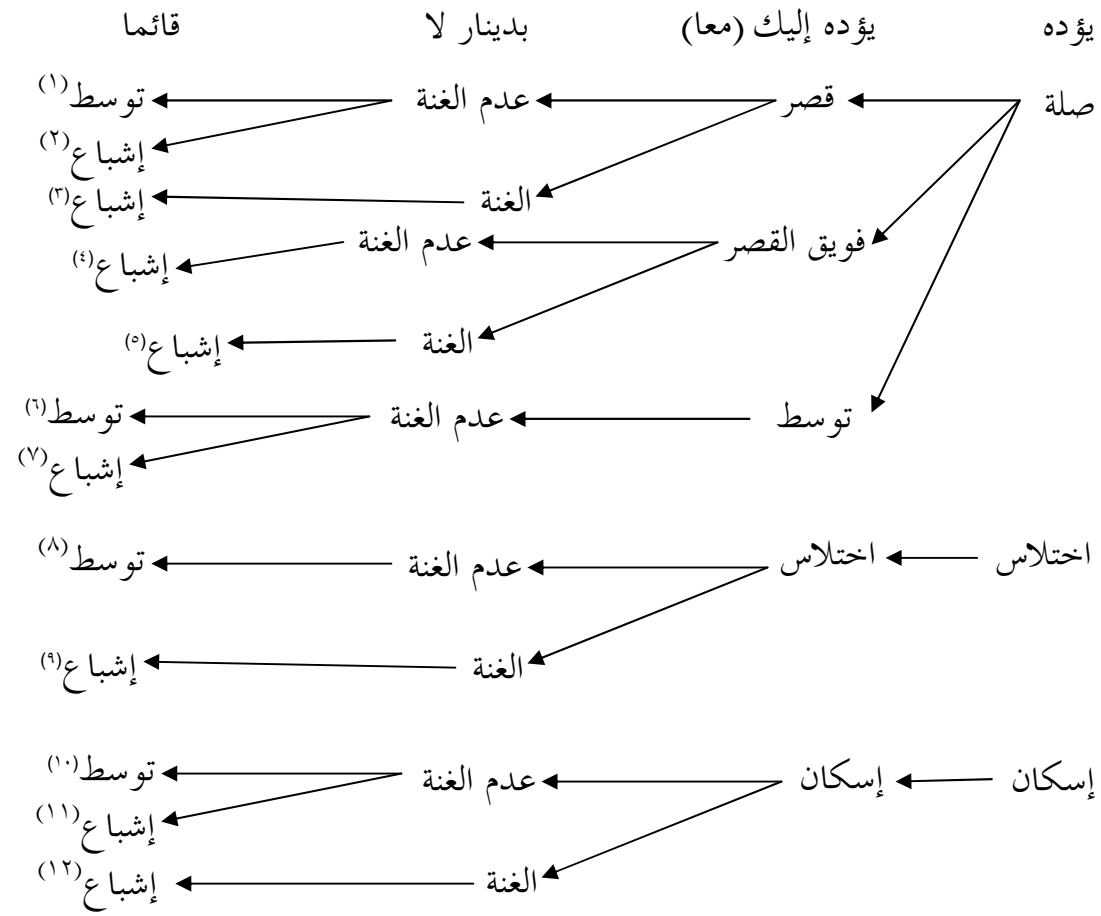 يؤده يؤده إليك (معا) بدينار لا قائما
صلة قصر عدم الغنة توسط(١)
إشباع(٢)
الغنة إشباع(٣)
فويق القصر عدم الغنة إشباع(٤)
الغنة إشباع(٥)
توسط عدم الغنة توسط(٦)
إشباع(٧)
اختلاس اختلاس عدم الغنة توسط(٨)
الغنة إشباع(٩)
إسكان إسكان عدم الغنة توسط(١٠)
إشباع(١١)
الغنة إشباع(١٢)